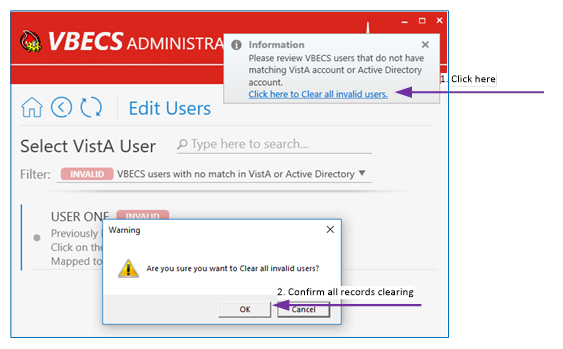 VBECS ADMINISTRA
Information
Please review VBECS users that do not have
matching VistA account or Active Directory
account.
Click here to Clear all invalid users.
1. Click here
Edit Users
Select VistA User
Type here to search...
Filter: INVALID VBECS users with no match in VistA or Active Directory
USER ONE INVALID
Previously
Click on the
Mapped to
Warning
Are you sure you want to Clear all invalid users?
2. Confirm all records clearing
OK
Cancel